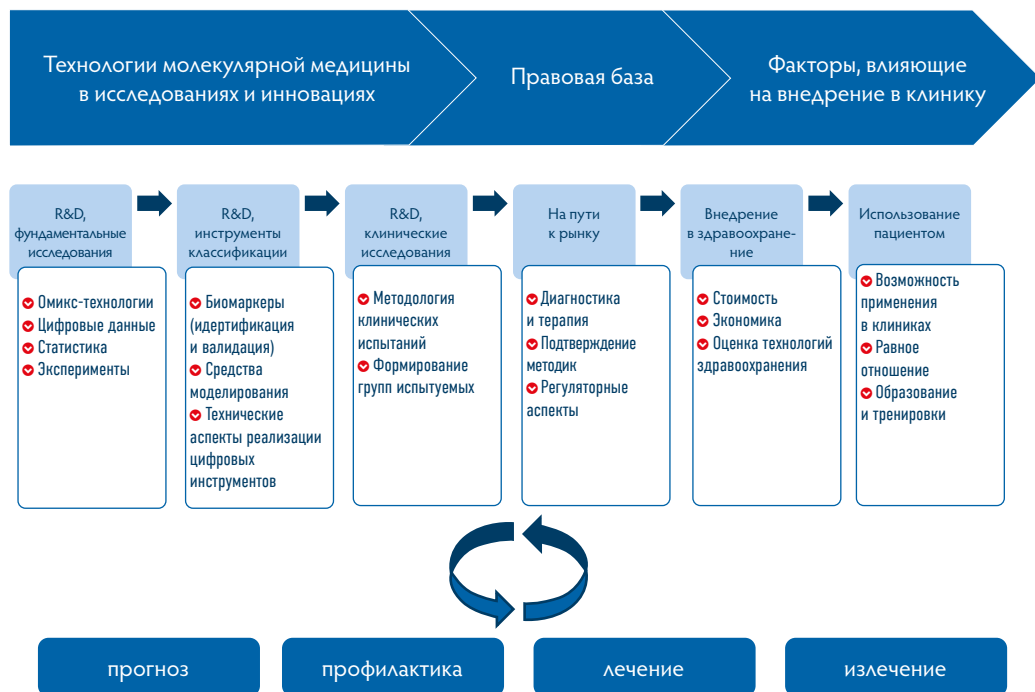 Технологии молекулярной медицины
в исследованиях и инновациях
Правовая база
Факторы, влияющие
на внедрение в клинику
R&D,
фундаментальные
исследования
R&D,
инструменты
классификации
R&D,
клинические
исследования
На пути
к рынку
Внедрение
в здравоохране-
ние
Использование
пациентом
Омикс-технологии
Цифровые данные
Статистика
Эксперименты
Биомаркеры
(идертификация
и валидация)
Средства
моделирования
Технические
аспекты реализации
цифровых
инструментов
Методология
клинических
испытаний
Формирование
групп испытуемых
Диагностика
и терапия
Подтверждение
методик
Регуляторные
аспекты
Стоимость
Экономика
Оценка технологий
здравоохранения
Возможность
применения
в клиниках
Равное
отношение
Образование
и тренировки
прогноз
профилактика
лечение
излечение